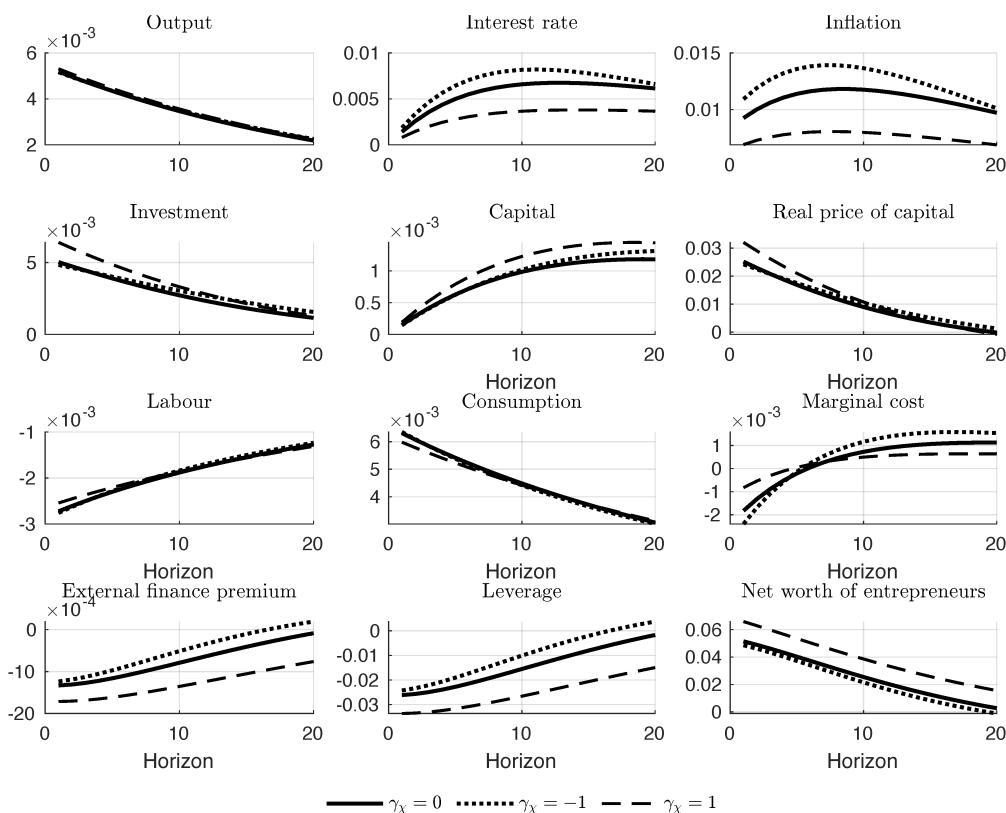 Output Interest rate Inflation
×10-3
6 0.01 0.015
4 0.005 0.01
2 0
0 10 20 0 10 20 0 10 20
Investment Capital Real price of capital
×10-3 ×10-3
5 1 0.03
0.5 0.02
0.01
0 0 0
0 10 20 0 10 20 0 10 20
Horizon Horizon
Labour Consumption Marginal cost
×10-3 ×10-3 ×10-3
-1 6 1
-2 5 0
4 -1
-3 -2
0 10 20 0 10 20 0 10 20
Horizon Horizon
External finance premium Leverage Net worth of entrepreneurs
×10-4
0 0 0.06
-0.01 0.04
-10 -0.02 0.02
-20 -0.03 0
0 10 20 0 10 20 0 10 20
Horizon Horizon Horizon
γχ = 0 γχ = −1 γχ = 1